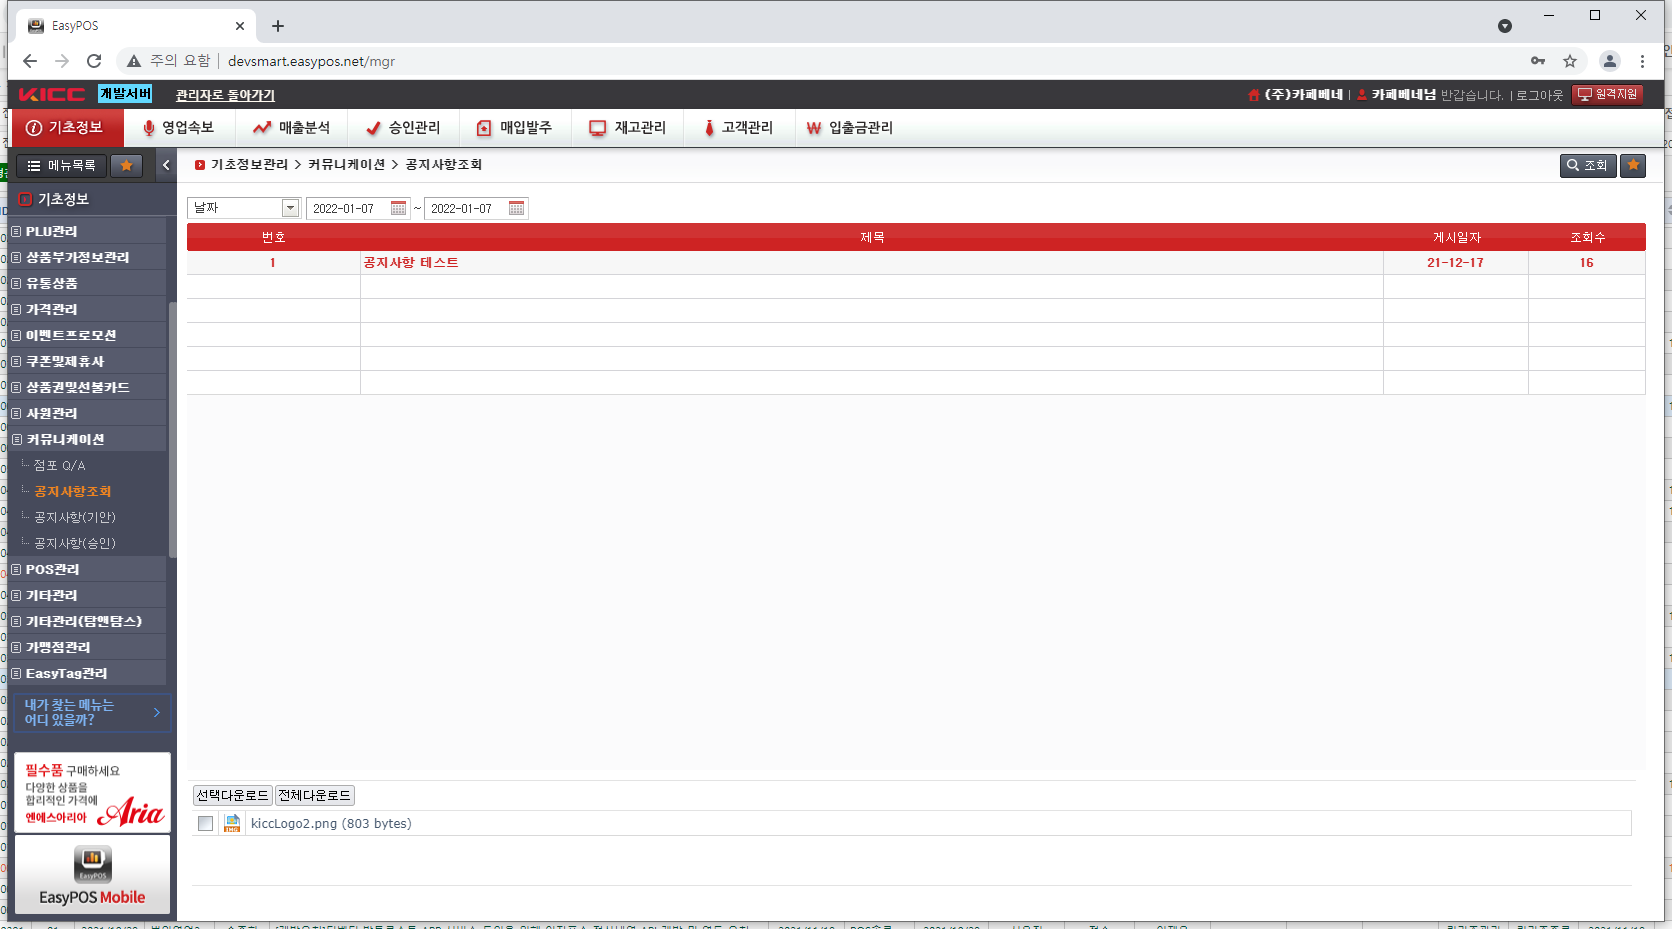 EasyPOS
주의 요함
devsmart.easypos.net/mgr
KICC 개발서버 관리자로 돌아가기
(주)카페베네 | 카페베네님 반갑습니다. | 로그아웃 원격지원
기초정보 영업속보 매출분석 승인관리 매입발주 재고관리 고객관리 입출금관리
메뉴목록
기초정보관리 > 커뮤니케이션 > 공지사항조회
조회
기초정보
PLU관리
상품부가정보관리
유통상품
가격관리
이벤트프로모션
쿠폰및제휴사
상품권및선불카드
사원관리
커뮤니케이션
점포 Q/A
공지사항조회
공지사항(기안)
공지사항(승인)
POS관리
기타관리
기타관리(탐앤탐스)
가맹점관리
EasyTag관리
내가 찾는 메뉴는
어디 있을까?
필수품 구매하세요
다양한 상품을
합리적인 가격에
엔에스아리아 Aria
EasyPOS
EasyPOS Mobile
날짜 2022-01-07 ~ 2022-01-07
번호 제목 게시일자 조회수
1 공지사항 테스트 21-12-17 16
선택다운로드 전체다운로드
IMG kiccLogo2.png (803 bytes)